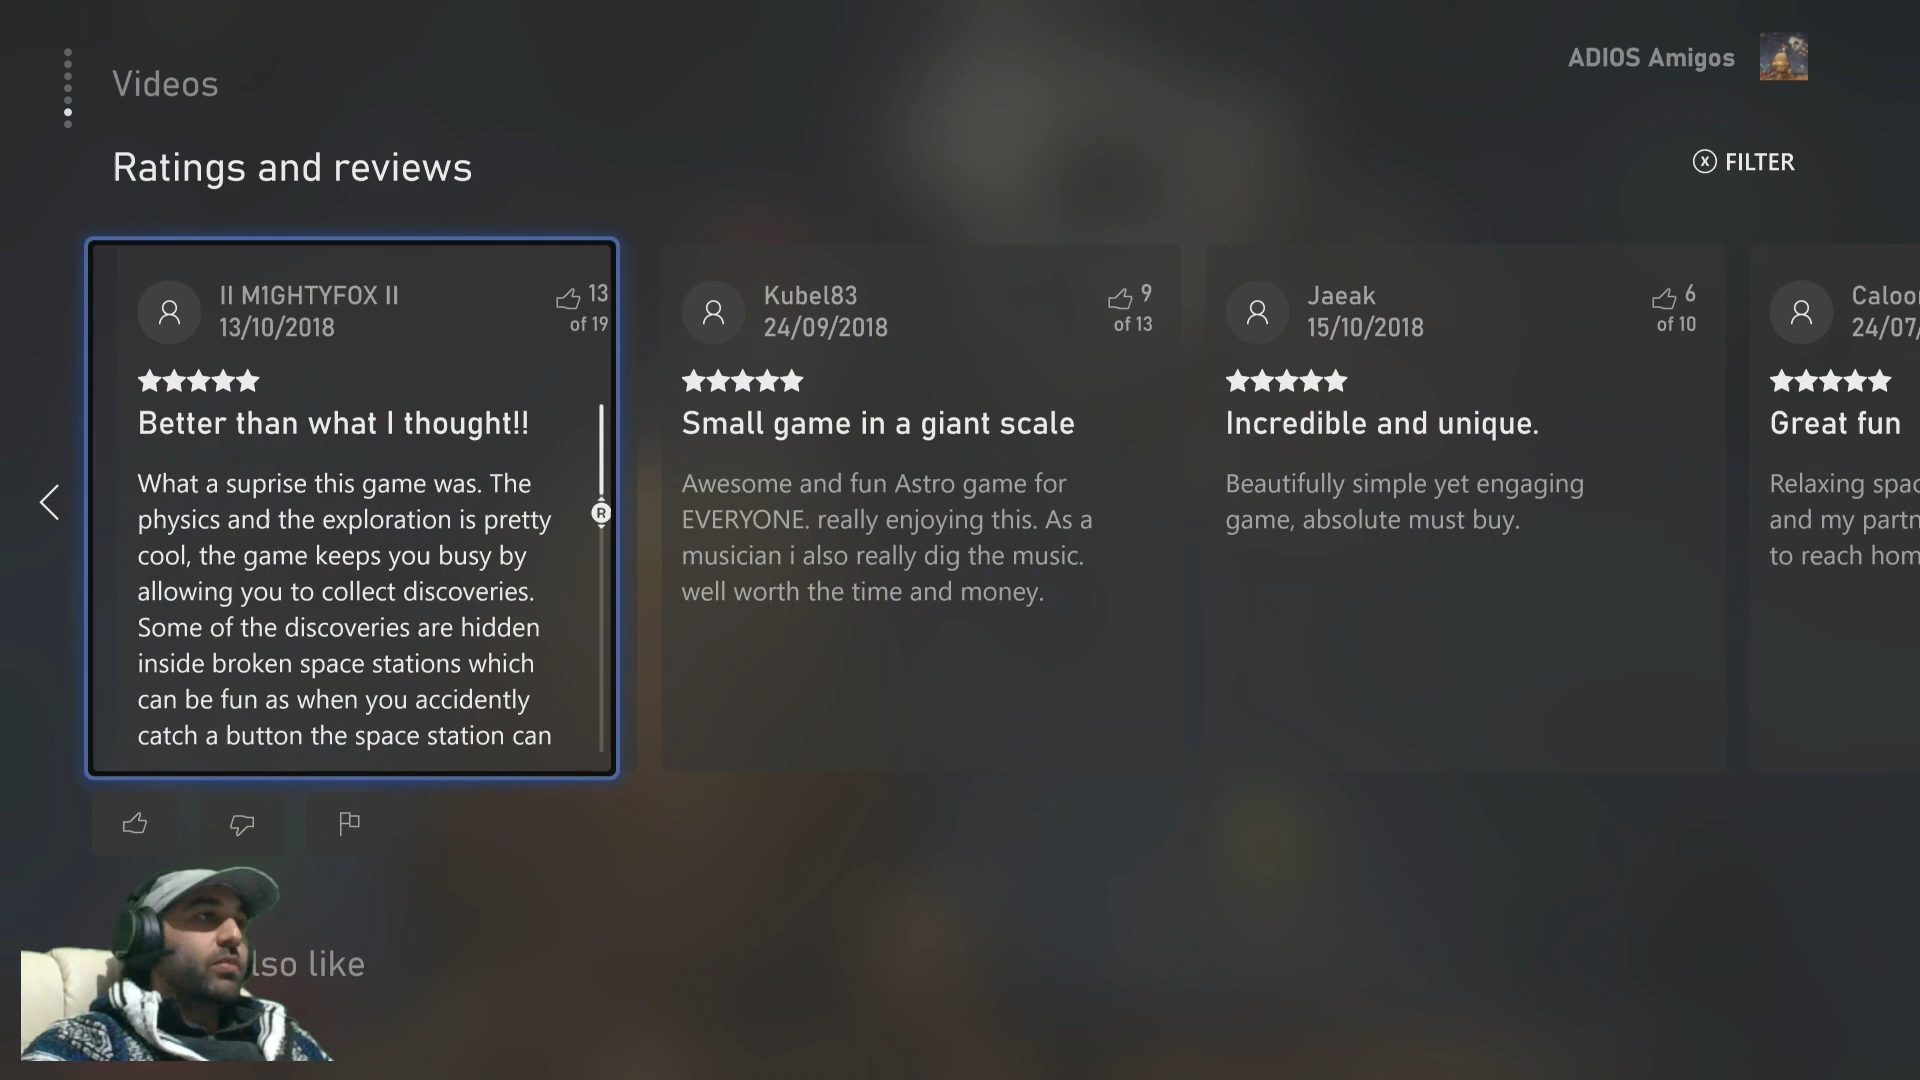 Videos
ADIOS Amigos
Ratings and reviews
FILTER
II M1GHTYFOX II
13/10/2018
13
of 19
Better than what I thought!!
What a suprise this game was. The
physics and the exploration is pretty
cool, the game keeps you busy by
allowing you to collect discoveries.
Some of the discoveries are hidden
inside broken space stations which
can be fun as when you accidently
catch a button the space station can
R
Kubel83
24/09/2018
9
of 13
Small game in a giant scale
Awesome and fun Astro game for
EVERYONE. really enjoying this. As a
musician i also really dig the music.
well worth the time and money.
Jaeak
15/10/2018
6
of 10
Incredible and unique.
Beautifully simple yet engaging
game, absolute must buy.
24/07/
Great fun
Relaxing
and my
to reach
like